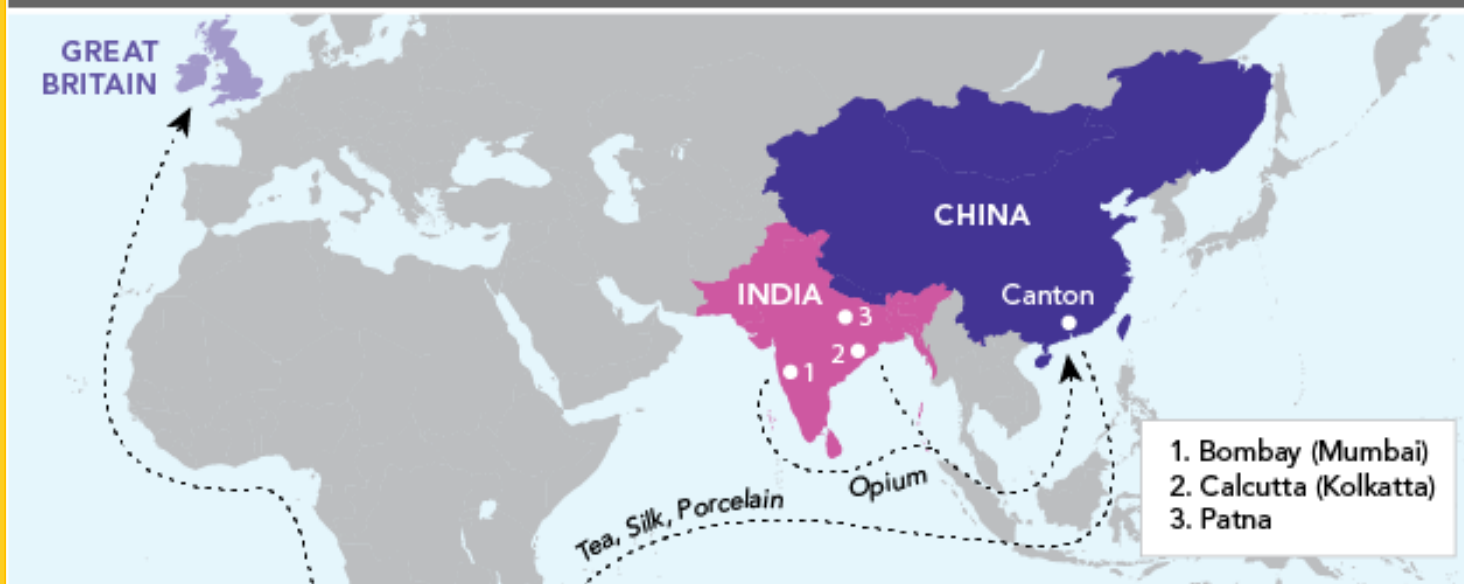 GREAT
BRITAIN
CHINA
INDIA
Canton
3
2
1
Opium
Tea, Silk, Porcelain
1. Bombay (Mumbai)
2. Calcutta (Kolkatta)
3. Patna